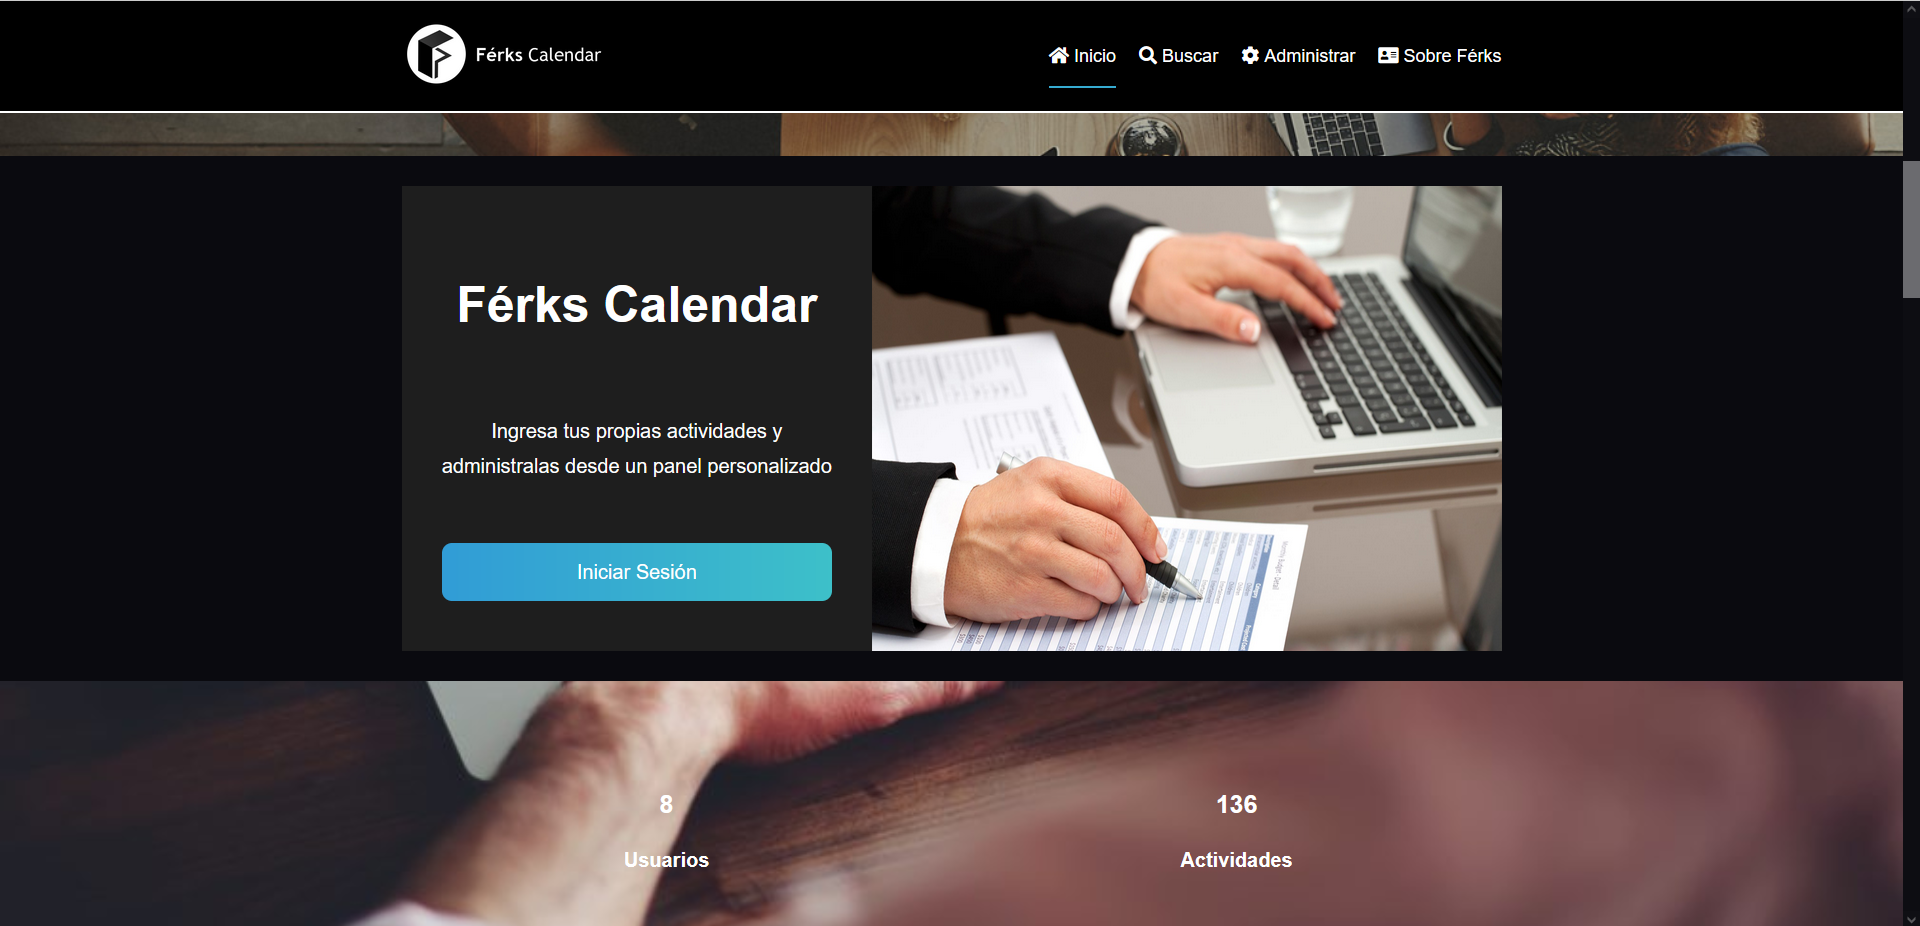 Férks Calendar
Inicio
Buscar
Administrar
Sobre Férks
Férks Calendar
Ingresa tus propias actividades y
administralas desde un panel personalizado
Iniciar Sesión
8
136
Usuarios
Actividades